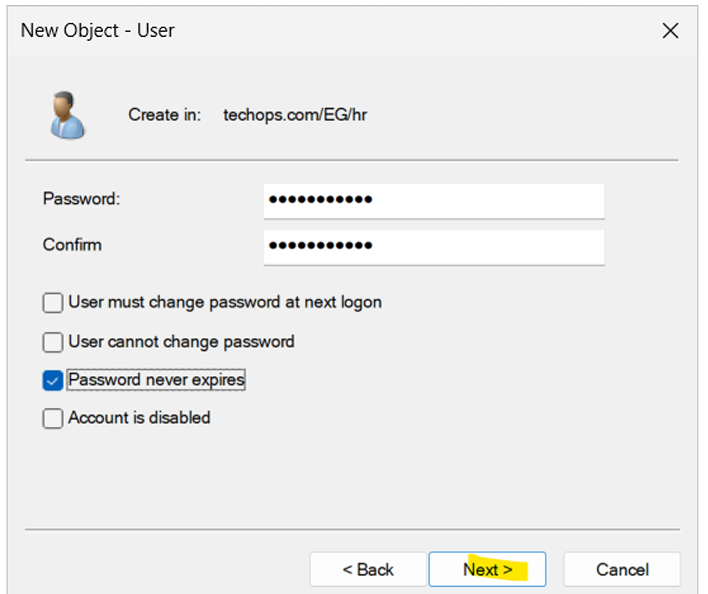 New Object - User
Create in: techops.com/EG/hr
Password: •••••••••••
Confirm •••••••••••
User must change password at next logon
User cannot change password
Password never expires
Account is disabled
< Back Next > Cancel